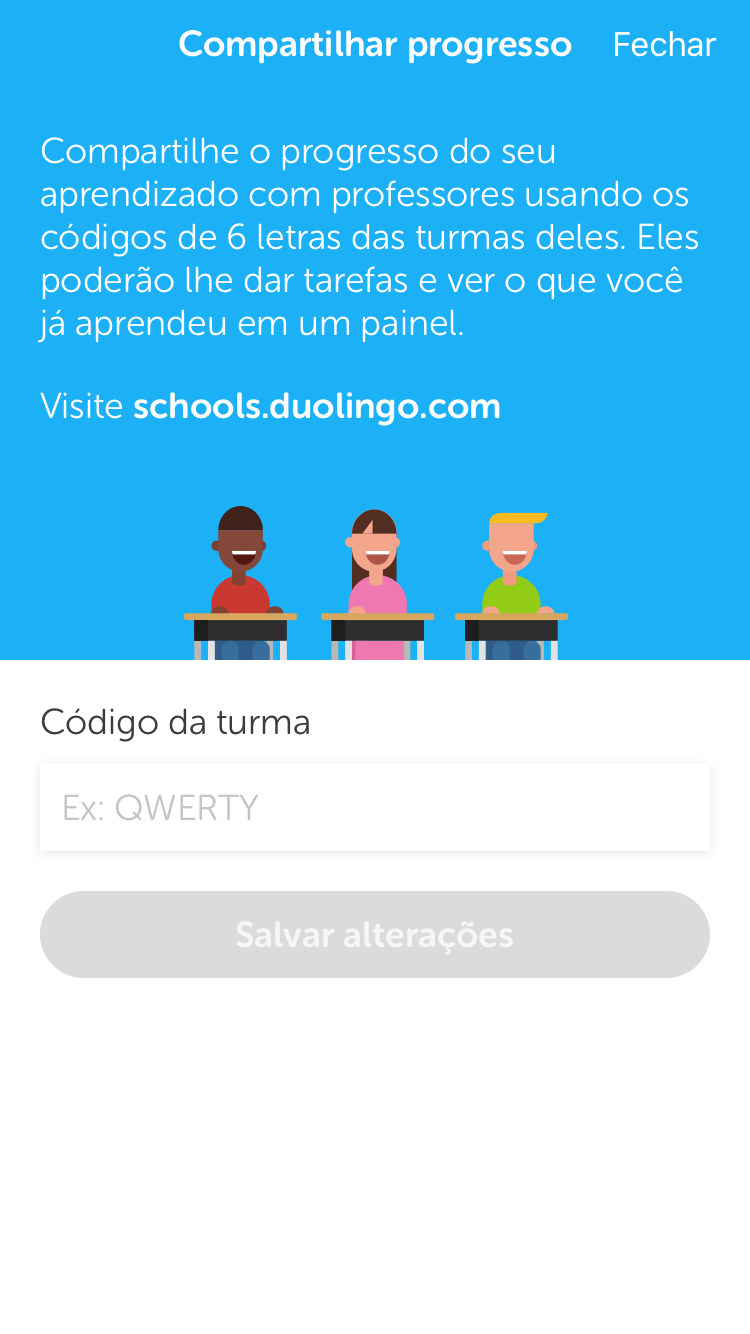 Compartilhar progresso Fechar
Compartilhe o progresso do seu
aprendizado com professores usando os
códigos de 6 letras das turmas deles. Eles
poderão lhe dar tarefas e ver o que você
já aprendeu em um painel.
Visite schools.duolingo.com
Código da turma
Ex: QWERTY
Salvar alterações